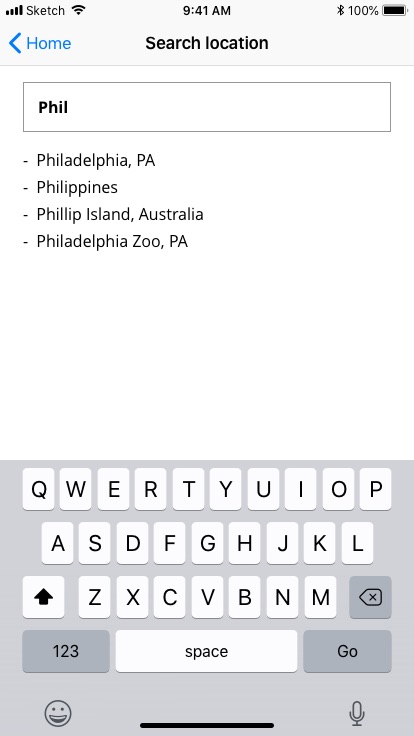 Sketch 9:41 AM 100%
Home Search location
Phil
- Philadelphia, PA
- Philippines
- Phillip Island, Australia
- Philadelphia Zoo, PA
Q W E R T Y U I O P
A S D F G H J K L
Z X C V B N M
123 space Go